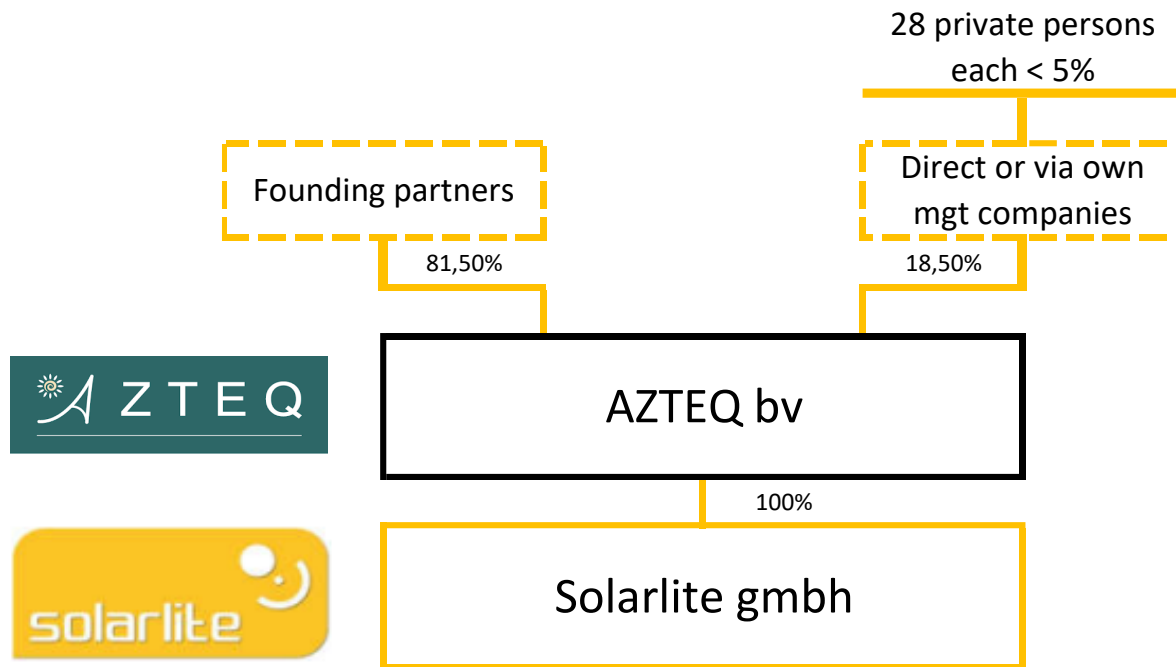 28 private persons
each < 5%
Founding partners
Direct or via own
mgt companies
81,50%
18,50%
AZTEQ
AZTEQ bv
100%
solarlite
Solarlite gmbh